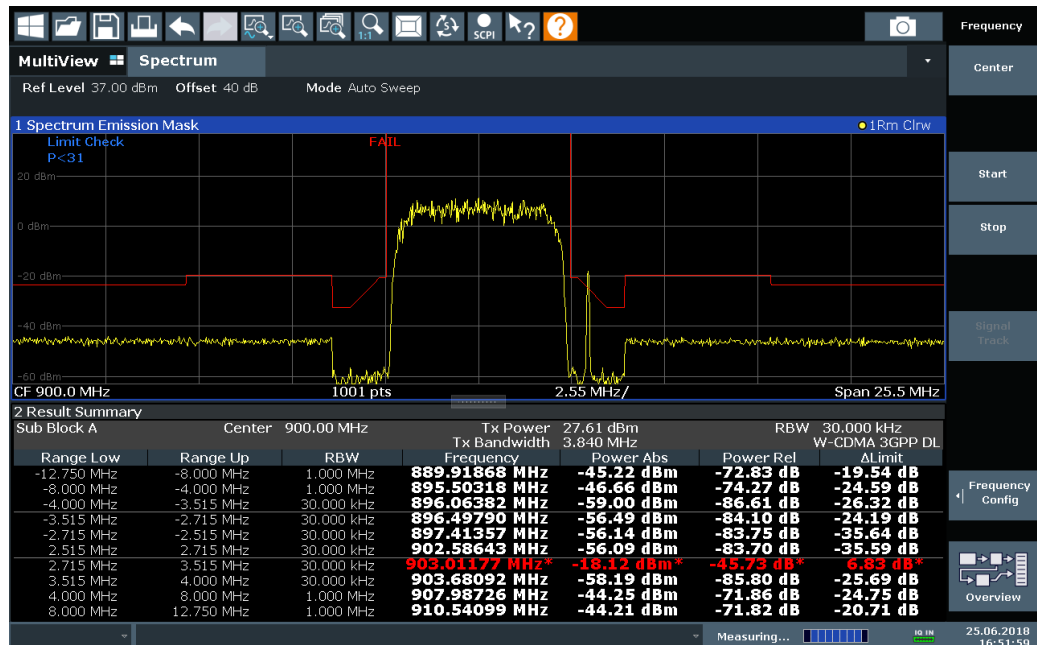 1:1
S
SCPI
?
?
Frequency
MultiView Spectrum
Center
Ref Level 37.00 dBm Offset 40 dB Mode Auto Sweep
1 Spectrum Emission Mask 1Rm Clrw
Limit Check FAIL
P<31
20 dBm
Start
0 dBm
Stop
-20 dBm
-40 dBm
Signal
Track
-60 dBm
CF 900.0 MHz 1001 pts 2.55 MHz/ Span 25.5 MHz
2 Result Summary
Sub Block A Center 900.00 MHz Tx Power 27.61 dBm RBW 30.000 kHz
Tx Bandwidth 3.840 MHz W-CDMA 3GPP DL
Range Low Range Up RBW Frequency Power Abs Power Rel ΔLimit
-12.750 MHz -8.000 MHz 1.000 MHz 889.91868 MHz -45.22 dBm -72.83 dB -19.54 dB
-8.000 MHz -4.000 MHz 1.000 MHz 895.50318 MHz -46.66 dBm -74.27 dB -24.59 dB
-4.000 MHz -3.515 MHz 30.000 kHz 896.06382 MHz -59.00 dBm -86.61 dB -26.32 dB
-3.515 MHz -2.715 MHz 30.000 kHz 896.49790 MHz -56.49 dBm -84.10 dB -24.19 dB
-2.715 MHz -2.515 MHz 30.000 kHz 897.41357 MHz -56.14 dBm -83.75 dB -35.64 dB
2.515 MHz 2.715 MHz 30.000 kHz 902.58643 MHz -56.09 dBm -83.70 dB -35.59 dB
2.715 MHz 3.515 MHz 30.000 kHz 903.01177 MHz* -18.12 dBm* -45.73 dB* 6.83 dB*
3.515 MHz 4.000 MHz 30.000 kHz 903.68092 MHz -58.19 dBm -85.80 dB -25.69 dB
4.000 MHz 8.000 MHz 1.000 MHz 907.98726 MHz -44.25 dBm -71.86 dB -24.75 dB
8.000 MHz 12.750 MHz 1.000 MHz 910.54099 MHz -44.21 dBm -71.82 dB -20.71 dB
Frequency
Config
Overview
Measuring... IQ IN 25.06.2018
16:51:59